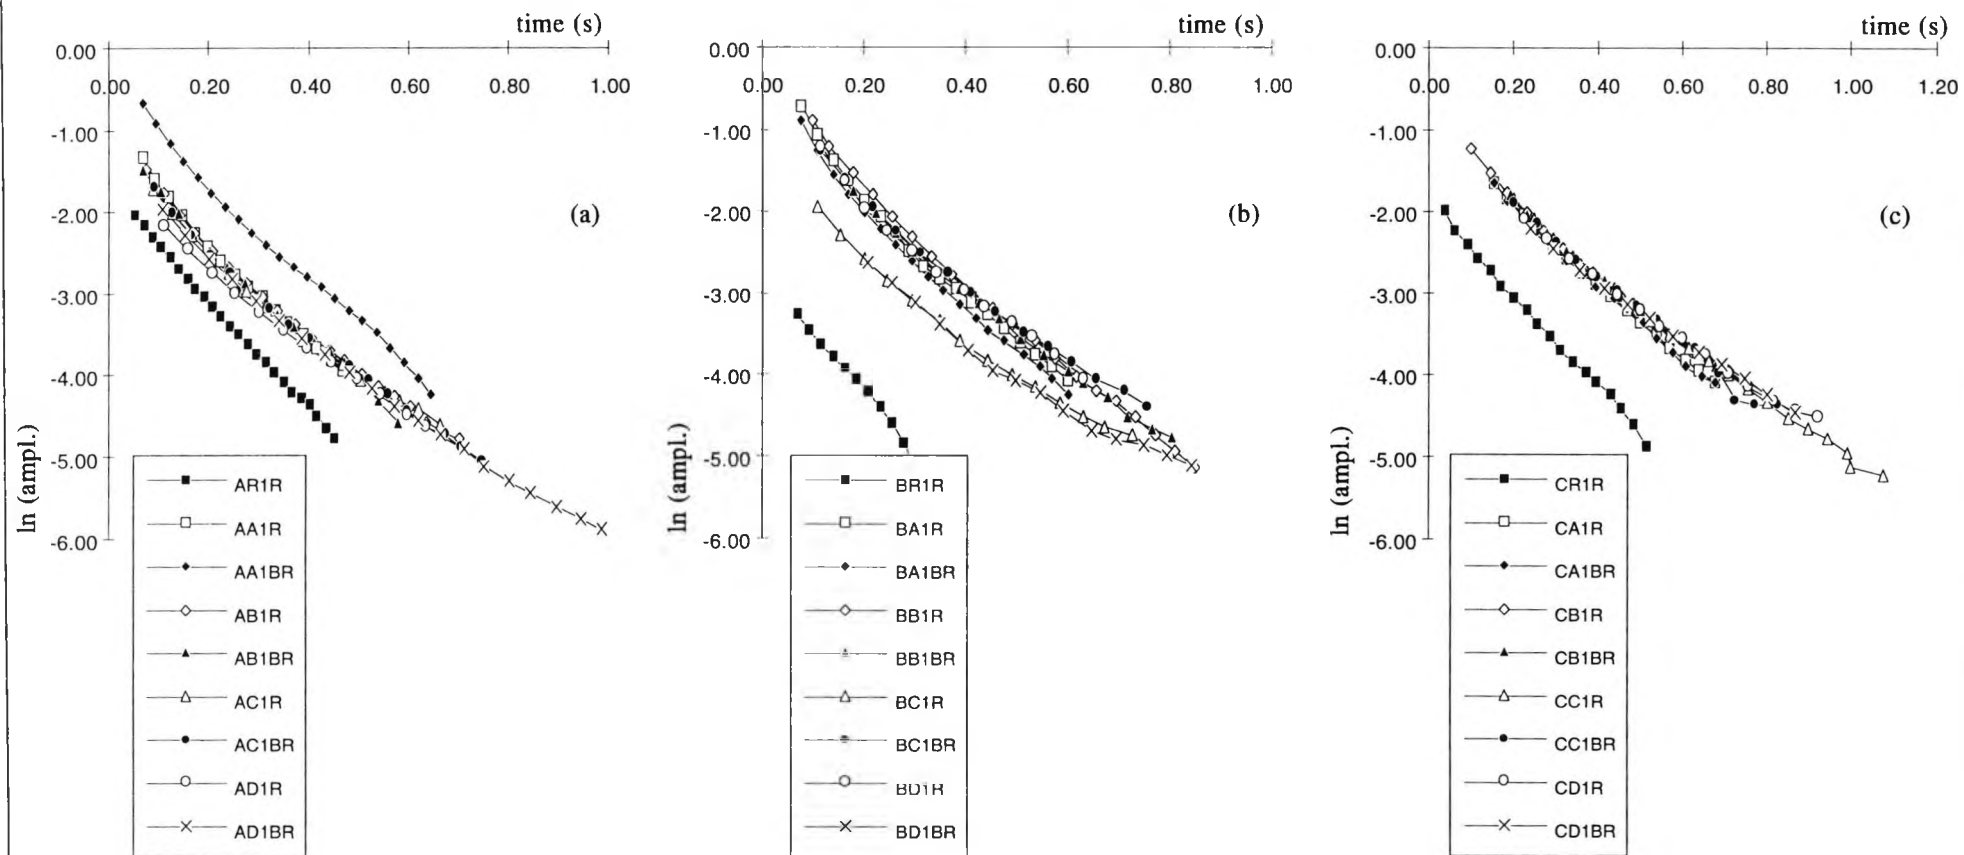 time (s)
0.00
0.00 0.20 0.40 0.60 0.80 1.00
-1.00
-2.00
-3.00
-4.00
-5.00
-6.00
(a)
ln (ampl.)
AR1R
AA1R
AA1BR
AB1R
AB1BR
AC1R
AC1BR
AD1R
AD1BR
time (s)
0.00
0.00 0.20 0.40 0.60 0.80 1.00
-1.00
-2.00
-3.00
-4.00
-5.00
-6.00
(b)
ln (ampl.)
BR1R
BA1R
BA1BR
BB1R
BB1BR
BC1R
BC1BR
BD1R
BD1BR
time (s)
0.00
0.00 0.20 0.40 0.60 0.80 1.00 1.20
-1.00
-2.00
-3.00
-4.00
-5.00
-6.00
(c)
ln (ampl.)
CR1R
CA1R
CA1BR
CB1R
CB1BR
CC1R
CC1BR
CD1R
CD1BR